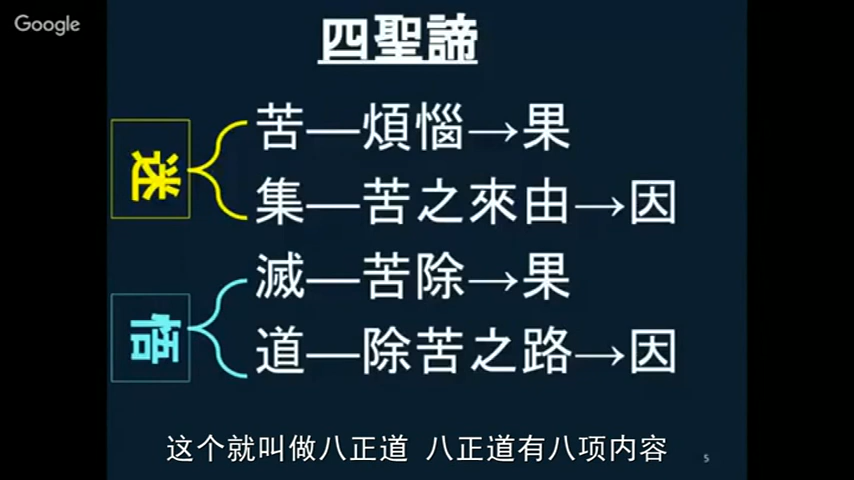 Google
四聖諦
迷
苦—煩惱→果
集—苦之來由→因
悟
滅—苦除→果
道—除苦之路→因
这个就叫做八正道 八正道有八项内容
5